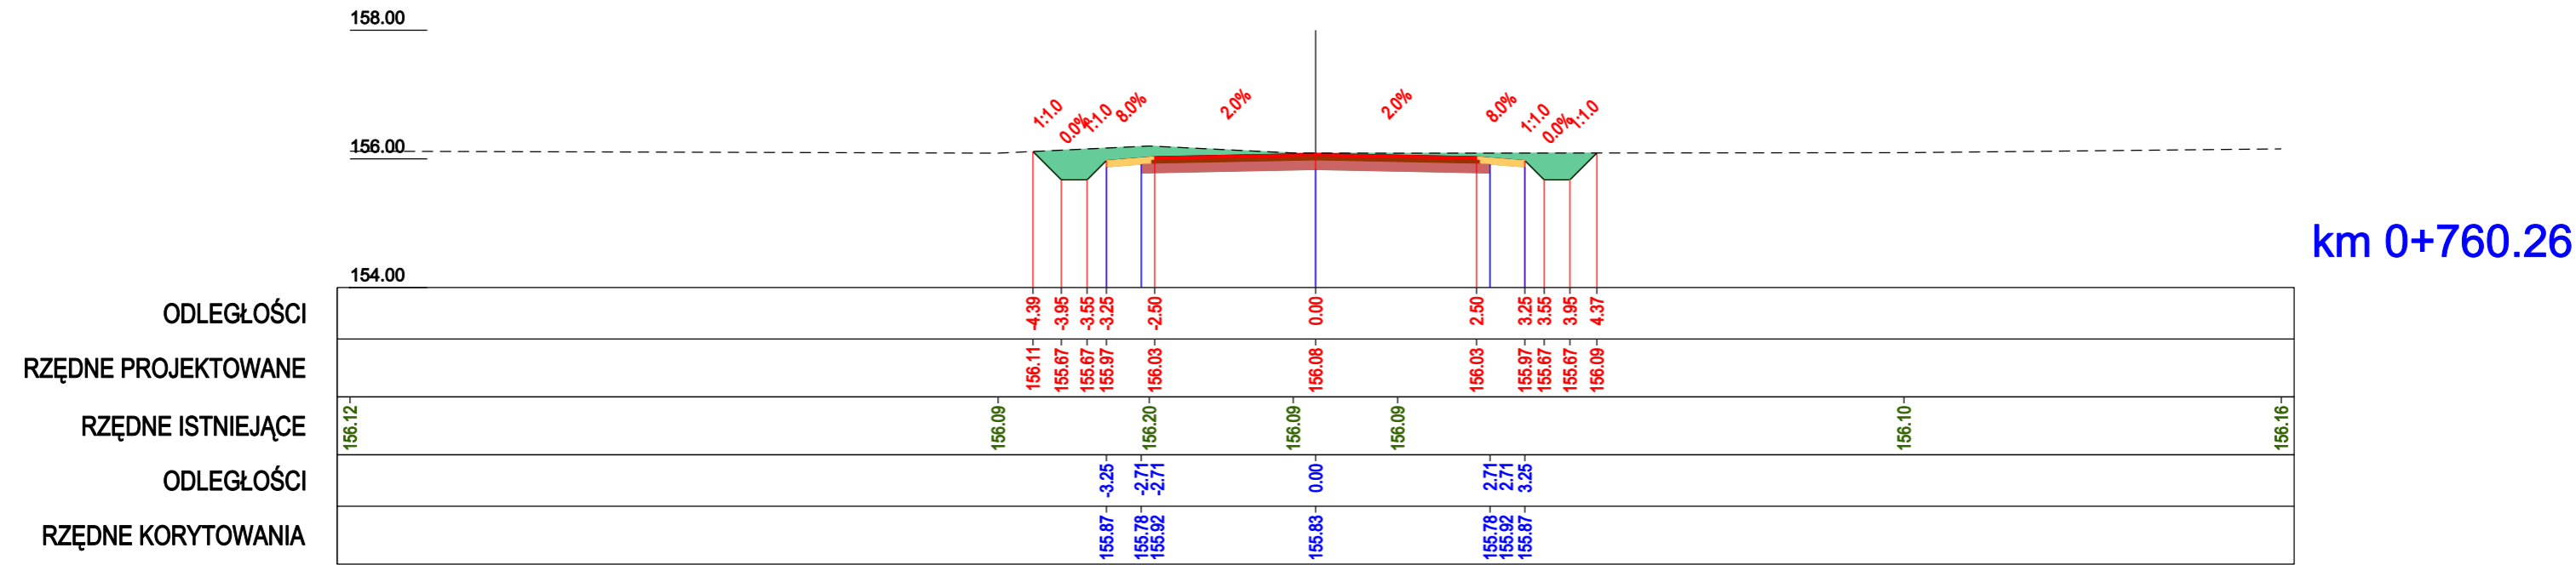 158.00
1:1.0 0.0% 1:1.0 8.0% 2.0% 2.0% 8.0% 1:1.0 0.0% 1:1.0
156.00
km 0+760.26
154.00
ODLEGŁOŚCI -4.39 -3.95 -3.55 -3.25 -2.50 0.00 2.50 3.25 3.55 3.95 4.37
RZĘDNE PROJEKTOWANE 156.11 155.67 155.67 155.97 156.03 156.08 156.03 155.97 155.67 155.67 156.09
RZĘDNE ISTNIEJĄCE 156.12 156.09 156.20 156.09 156.09 156.10 156.16
ODLEGŁOŚCI -3.25 -2.71 -2.71 0.00 2.71 2.71 3.25
RZĘDNE KORYTOWANIA 155.87 155.78 155.92 155.83 155.78 155.92 155.87